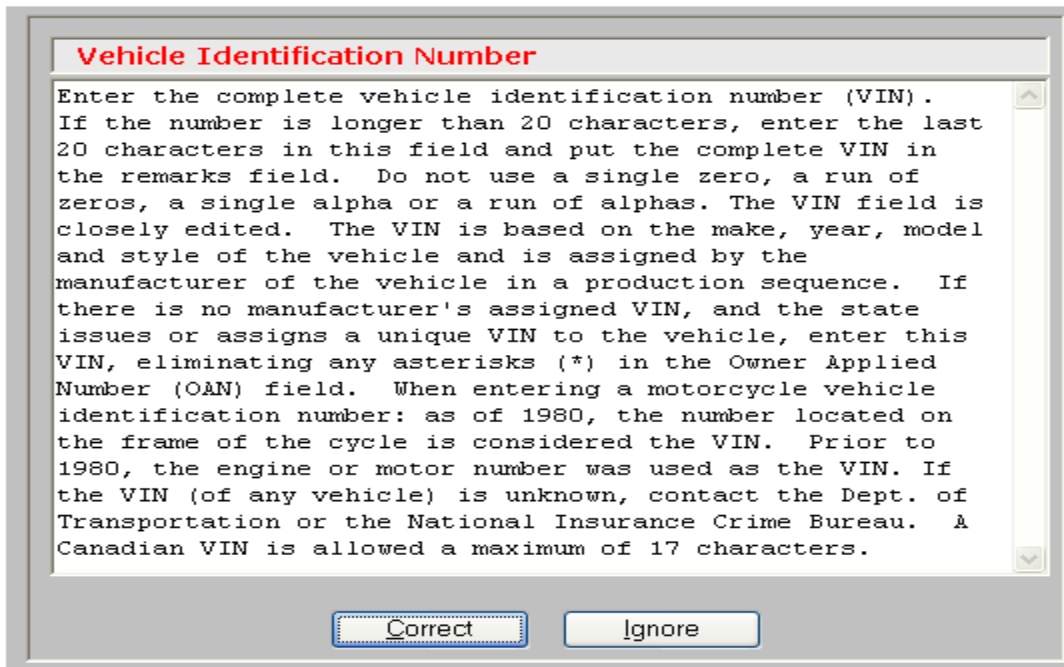 Vehicle Identification Number
Enter the complete vehicle identification number (VIN).
If the number is longer than 20 characters, enter the last
20 characters in this field and put the complete VIN in
the remarks field.  Do not use a single zero, a run of
zeros, a single alpha or a run of alphas. The VIN field is
closely edited.  The VIN is based on the make, year, model
and style of the vehicle and is assigned by the
manufacturer of the vehicle in a production sequence.  If
there is no manufacturer's assigned VIN, and the state
issues or assigns a unique VIN to the vehicle, enter this
VIN, eliminating any asterisks (*) in the Owner Applied
Number (OAN) field.  When entering a motorcycle vehicle
identification number: as of 1980, the number located on
the frame of the cycle is considered the VIN.  Prior to
1980, the engine or motor number was used as the VIN. If
the VIN (of any vehicle) is unknown, contact the Dept. of
Transportation or the National Insurance Crime Bureau.  A
Canadian VIN is allowed a maximum of 17 characters.
Correct Ignore